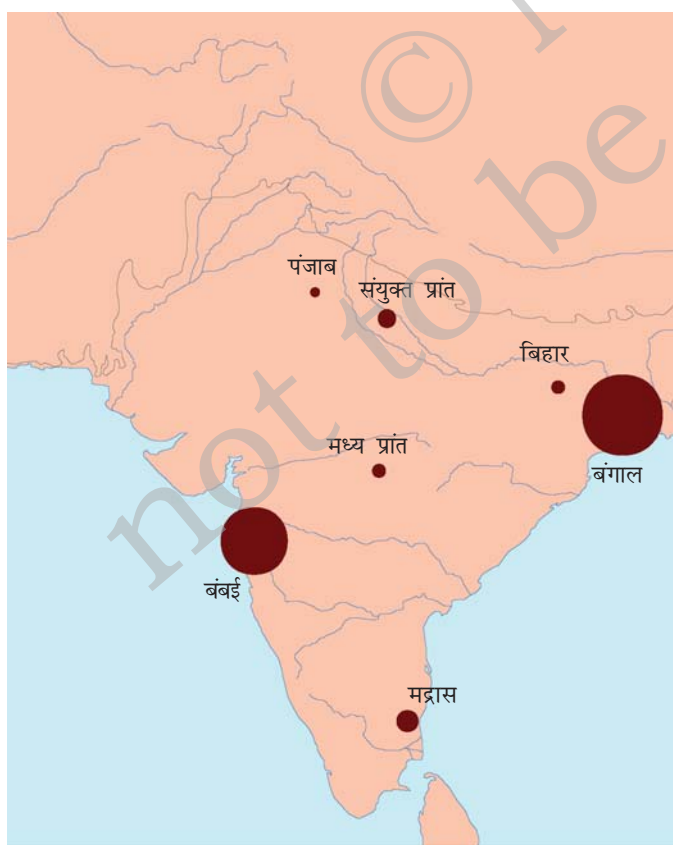 © 
not to be
पंजाब
संयुक्त प्रांत
बिहार
मध्य प्रांत
बंगाल
बंबई
मद्रास